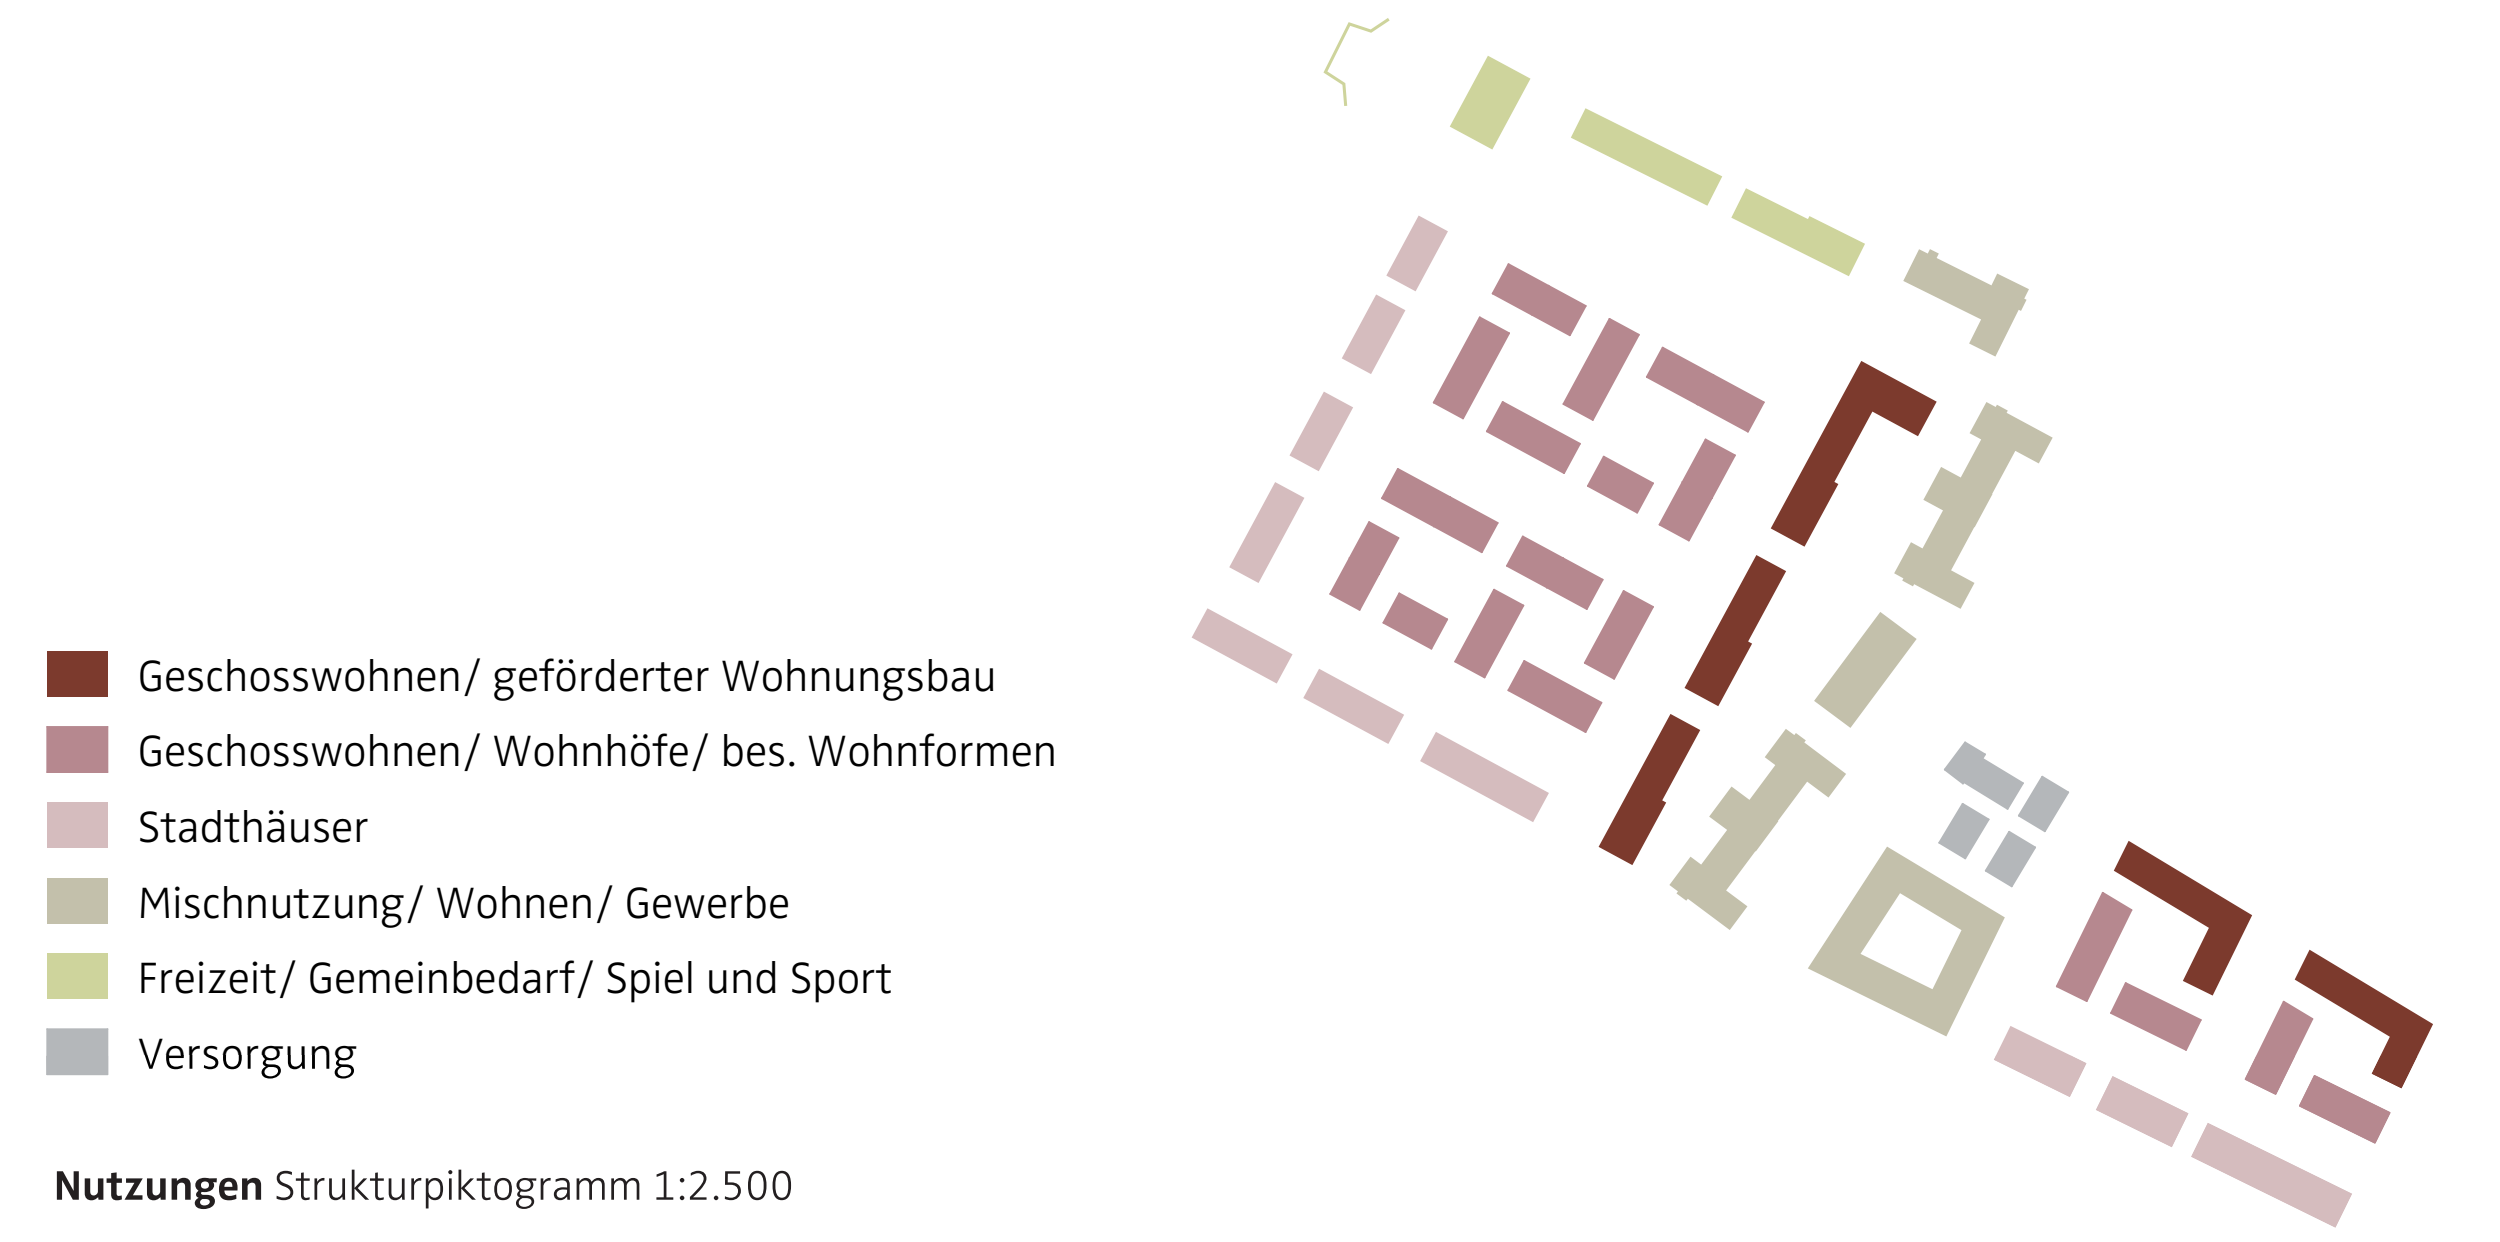 Geschosswohnen/ geförderter Wohnungsbau
Geschosswohnen/ Wohnhöfe/ bes. Wohnformen
Stadthäuser
Mischnutzung/ Wohnen/ Gewerbe
Freizeit/ Gemeinbedarf/ Spiel und Sport
Versorgung
Nutzungen Strukturpiktogramm 1:2.500